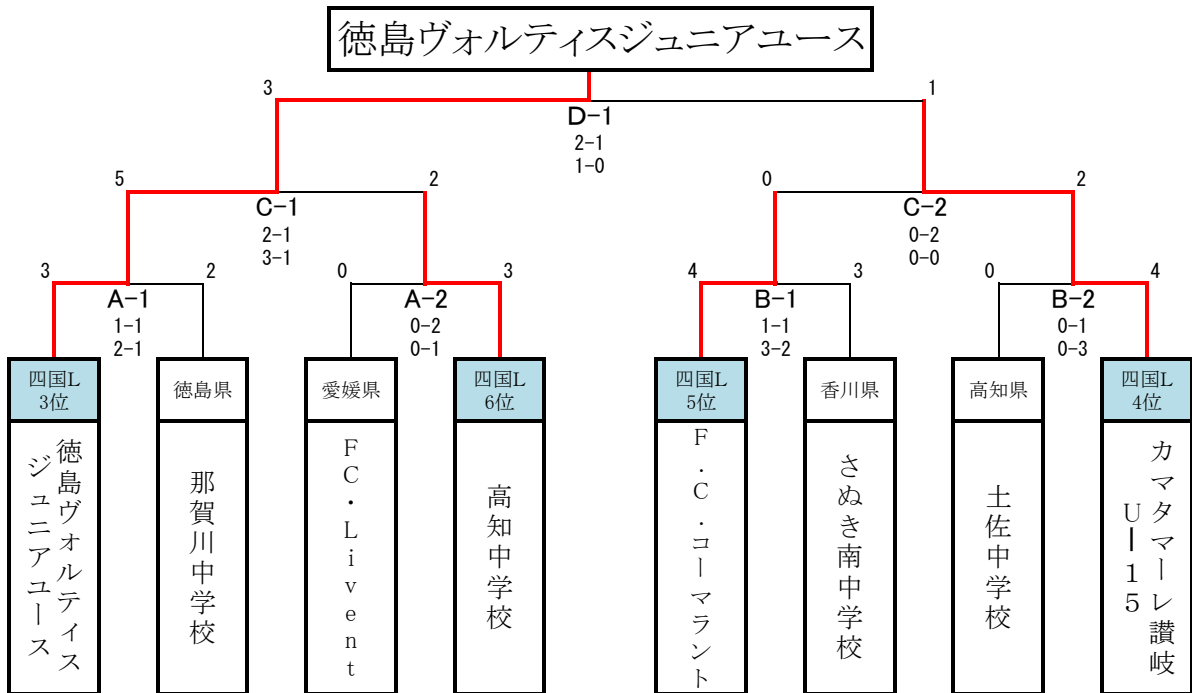 徳島ヴォルティスジュニアユース
3
1
D-1
2-1
1-0
5
2
0
2
C-1
2-1
3-1
C-2
0-2
0-0
3
2
0
3
4
3
0
4
A-1
1-1
2-1
A-2
0-2
0-1
B-1
1-1
3-2
B-2
0-1
0-3
四国L
3位
徳島県
愛媛県
四国L
6位
四国L
5位
香川県
高知県
四国L
4位
徳島ヴォルティス
ジュニアユース
那賀川中学校
FC・Livent
高知中学校
F.C.コーマラント
さぬき南中学校
土佐中学校
カマタマーレ讃岐
U-15